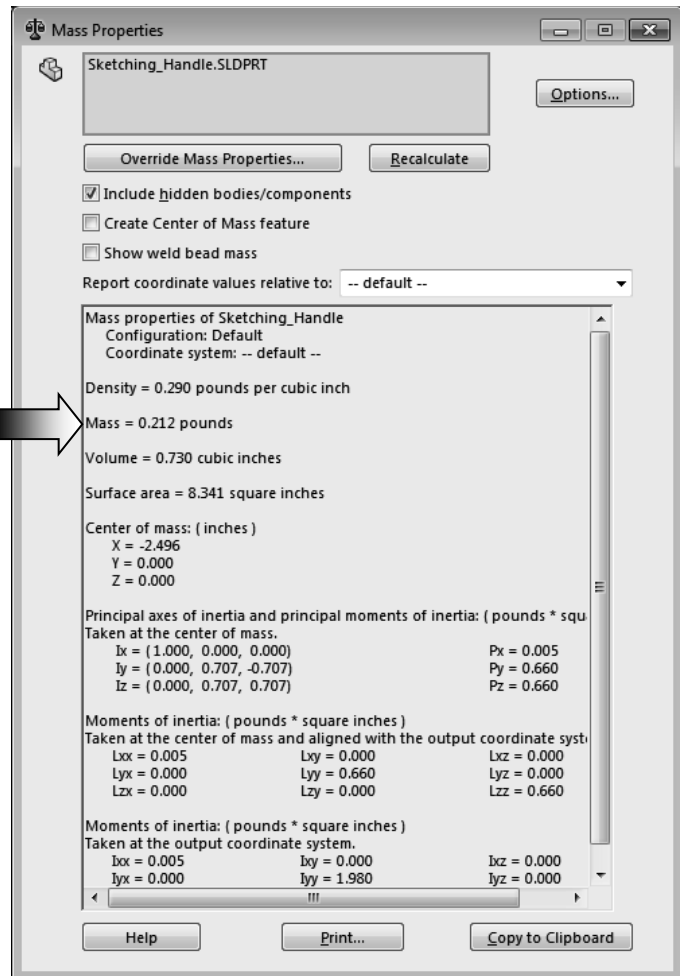 Mass Properties
Sketching_Handle.SLDPRT
Options...
Override Mass Properties... Recalculate
Include hidden bodies/components
Create Center of Mass feature
Show weld bead mass
Report coordinate values relative to: -- default --
Mass properties of Sketching_Handle
Configuration: Default
Coordinate system: -- default --
Density = 0.290 pounds per cubic inch
Mass = 0.212 pounds
Volume = 0.730 cubic inches
Surface area = 8.341 square inches
Center of mass: ( inches )
X = -2.496
Y = 0.000
Z = 0.000
Principal axes of inertia and principal moments of inertia: ( pounds * squ
Taken at the center of mass.
Ix = ( 1.000, 0.000, 0.000) Px = 0.005
Iy = ( 0.000, 0.707, -0.707) Py = 0.660
Iz = ( 0.000, 0.707, 0.707) Pz = 0.660
Moments of inertia: ( pounds * square inches )
Taken at the center of mass and aligned with the output coordinate syst
Lxx = 0.005 Lxy = 0.000 Lxz = 0.000
Lyx = 0.000 Lyy = 0.660 Lyz = 0.000
Lzx = 0.000 Lzy = 0.000 Lzz = 0.660
Moments of inertia: ( pounds * square inches )
Taken at the output coordinate system.
Ixx = 0.005 Ixy = 0.000 Ixz = 0.000
Iyx = 0.000 Iyy = 1.980 Iyz = 0.000
Help Print... Copy to Clipboard